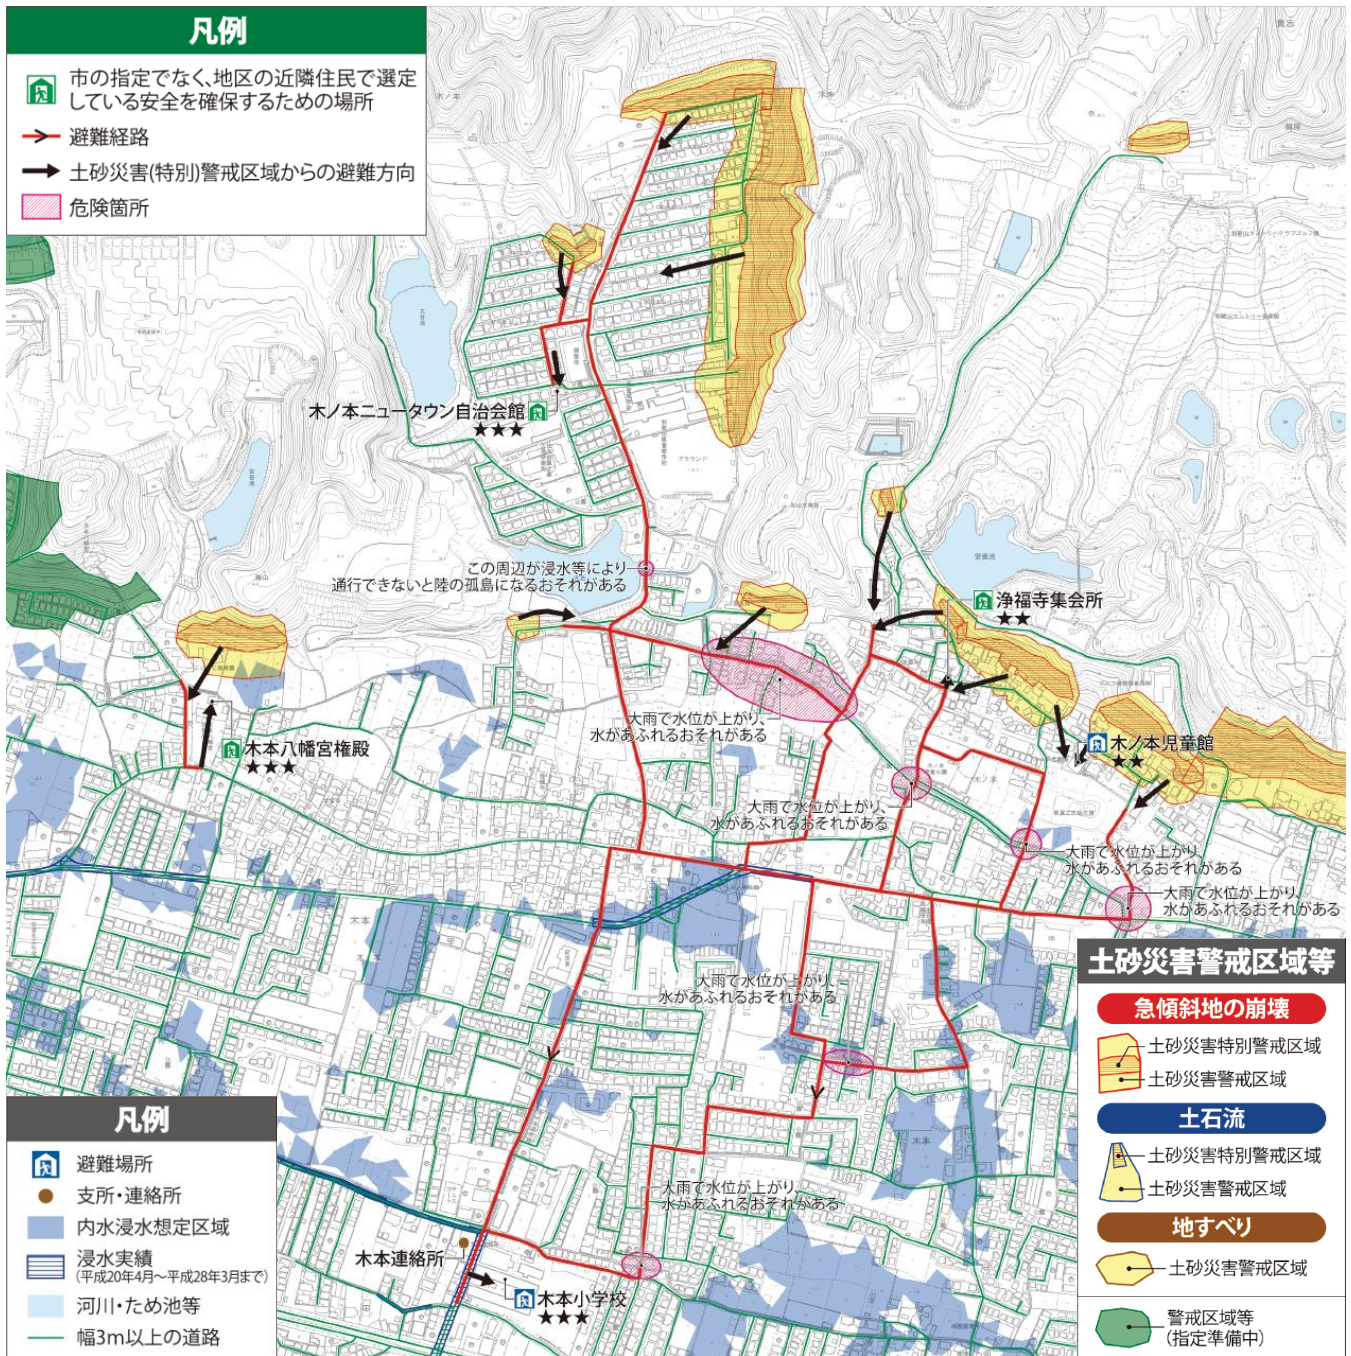 凡例
市の指定でなく、地区の近隣住民で選定
している安全を確保するための場所
避難経路
土砂災害(特別)警戒区域からの避難方向
危険箇所
木ノ本ニュータウン自治会館
★★★
グラウンド
この周辺が浸水等により
通行できないと陸の孤島になるおそれがある
浄福寺集会所
★★
大雨で水位が上がり、
水があふれるおそれがある
木本八幡宮権殿
★★★
木ノ本児童館
★★
大雨で水位が上がり、
水があふれるおそれがある
木ノ本
大雨で水位が上がり、
水があふれるおそれがある
大雨で水位が上がり、
水があふれるおそれがある
木本
大雨で水位が上がり、
水があふれるおそれがある
木本
大雨で水位が上がり、
水があふれるおそれがある
木本連絡所
木本小学校
★★★
凡例
避難場所
支所・連絡所
内水浸水想定区域
浸水実績
(平成20年4月～平成28年3月まで)
河川・ため池等
幅3m以上の道路
土砂災害警戒区域等
急傾斜地の崩壊
土砂災害特別警戒区域
土砂災害警戒区域
土石流
土砂災害特別警戒区域
土砂災害警戒区域
地すべり
土砂災害警戒区域
警戒区域等
(指定準備中)